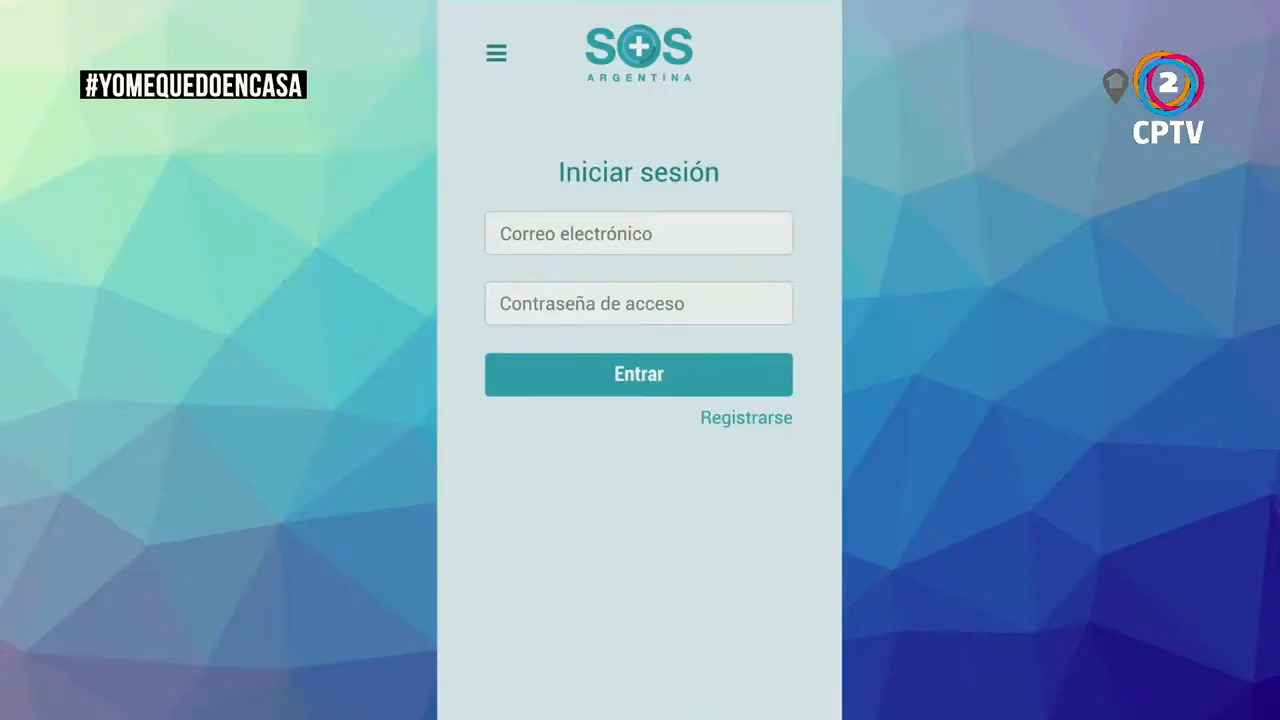 #YOMEQUEDOENCASA
SOS
ARGENTINA
2
CPTV
Iniciar sesión
Correo electrónico
Contraseña de acceso
Entrar
Registrarse